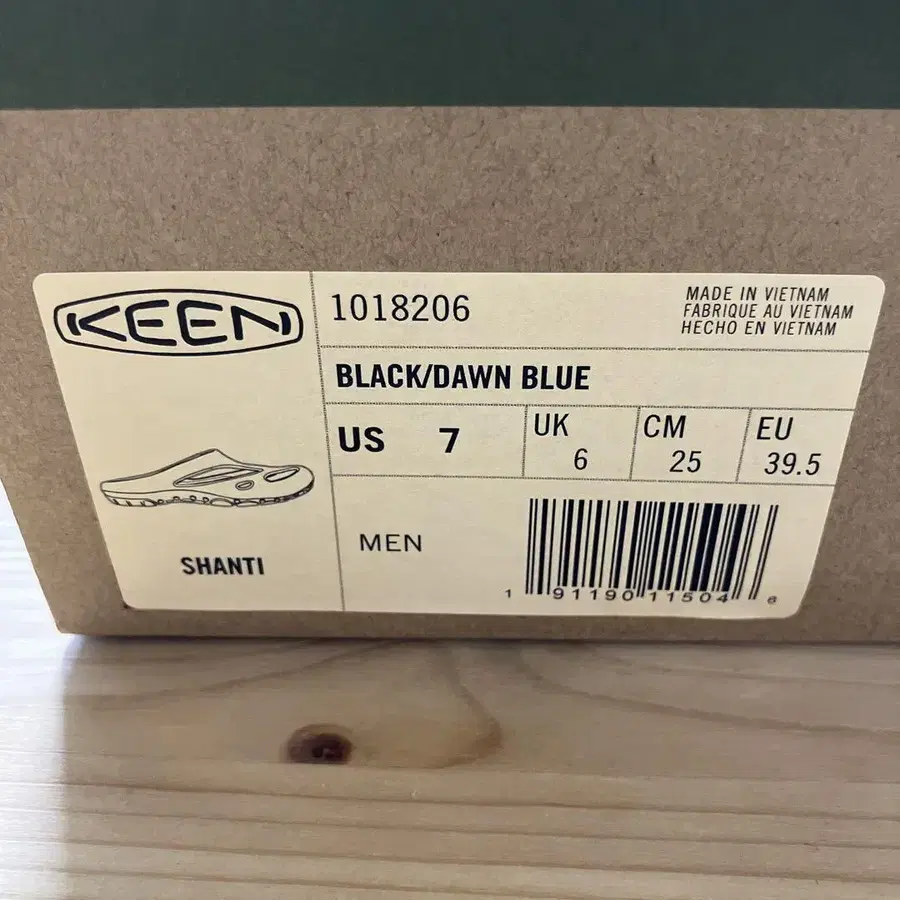 KEEN
SHANTI
1018206
MADE IN VIETNAM
FABRIQUE AU VIETNAM
HECHO EN VIETNAM
BLACK/DAWN BLUE
US 7
UK 6
CM 25
EU 39.5
MEN
1 91190 11504 6